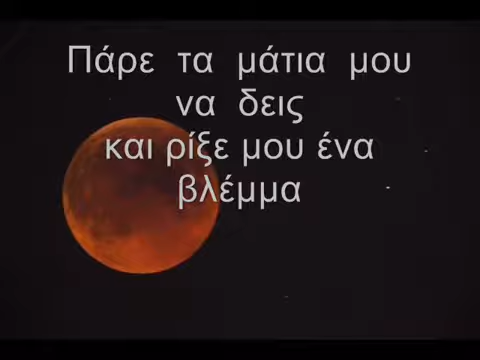 Πάρε τα μάτια μου
να δεις
και ρίξε μου ένα
βλέμμα